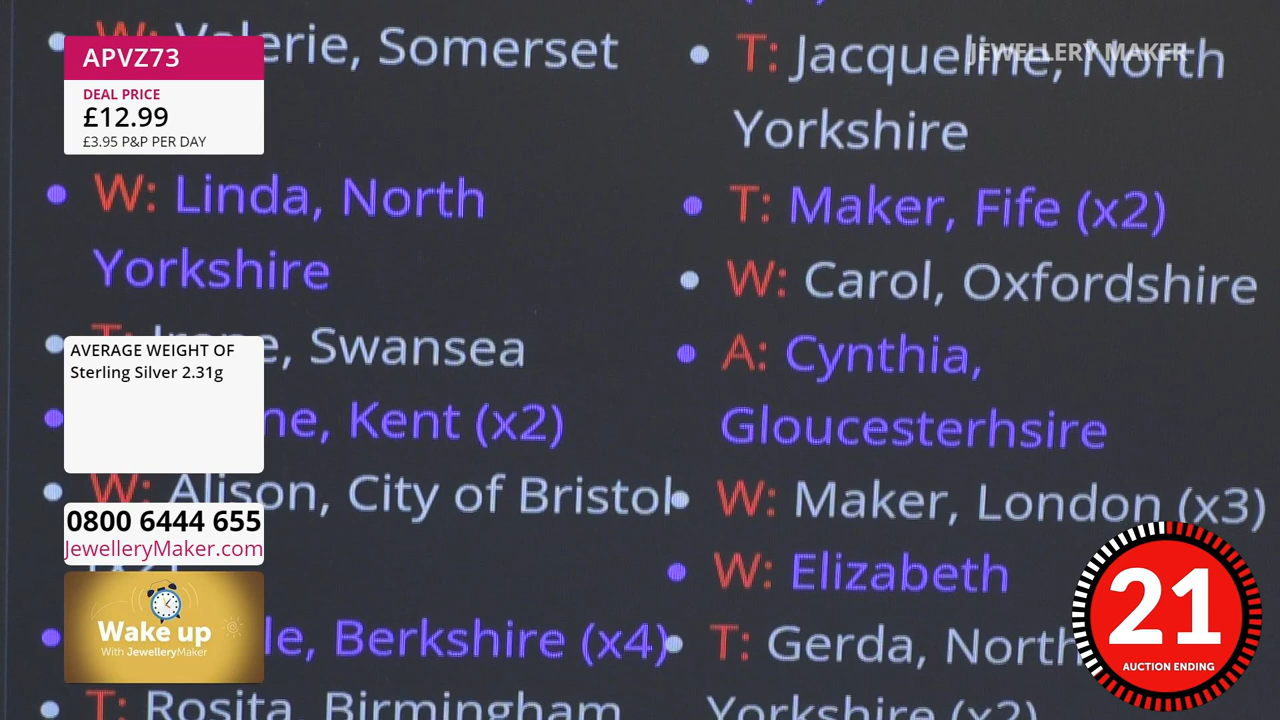 W: Valerie, Somerset
APVZ73
DEAL PRICE
£12.99
£3.95 P&P PER DAY
W: Linda, North
Yorkshire
Swansea
AVERAGE WEIGHT OF
Sterling Silver 2.31g
Kent (x2)
W: Alison, City of Bristol
0800 6444 655
JewelleryMaker.com
Wake up
With JewelleryMaker
Berkshire (x4)
T: Rosita, Birmingham
JEWELLERY MAKER
T: Jacqueline, North
Yorkshire
T: Maker, Fife (x2)
W: Carol, Oxfordshire
A: Cynthia,
Gloucesterhsire
W: Maker, London (x3)
W: Elizabeth
T: Gerda, North
Yorkshire (x2)
21
AUCTION ENDING